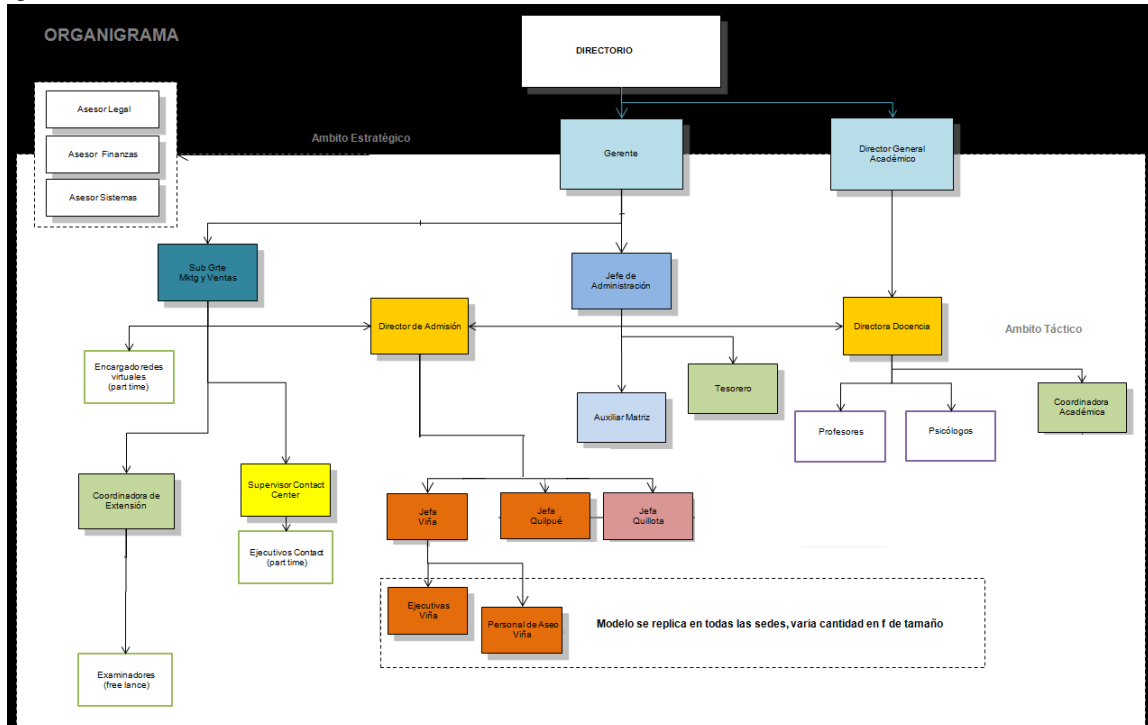 ORGANIGRAMA
DIRECTORIO
Asesor Legal
Asesor Finanzas
Asesor Sistemas
Ambito Estratégico
Gerente
Director General
Académico
Sub Grte
Mktg y Ventas
Jefe de
Administración
Director de Admisión
Directora Docencia
Ambito Táctico
Encargadoredes
virtuales
(part time)
Tesorero
Auxiliar Matriz
Profesores
Psicólogos
Coordinadora
Académica
Coordinadora de
Extensión
Supervisor Contact
Center
Jefa
Viña
Jefa
Quilpué
Jefa
Quillota
Ejecutivos Contact
(part time)
Ejecutivas
Viña
Personal de Aseo
Viña
Modelo se replica en todas las sedes, varia cantidad en f de tamaño
Examinadores
(free lance)